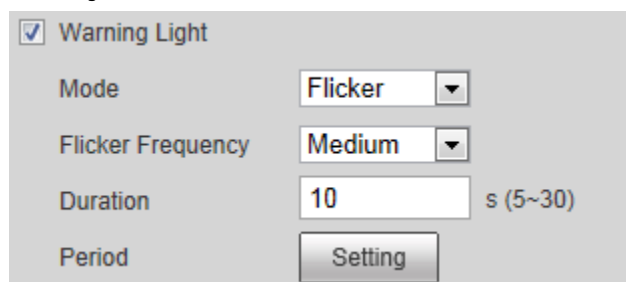 Warning Light
Mode Flicker
Flicker Frequency Medium
Duration 10 s (5~30)
Period Setting